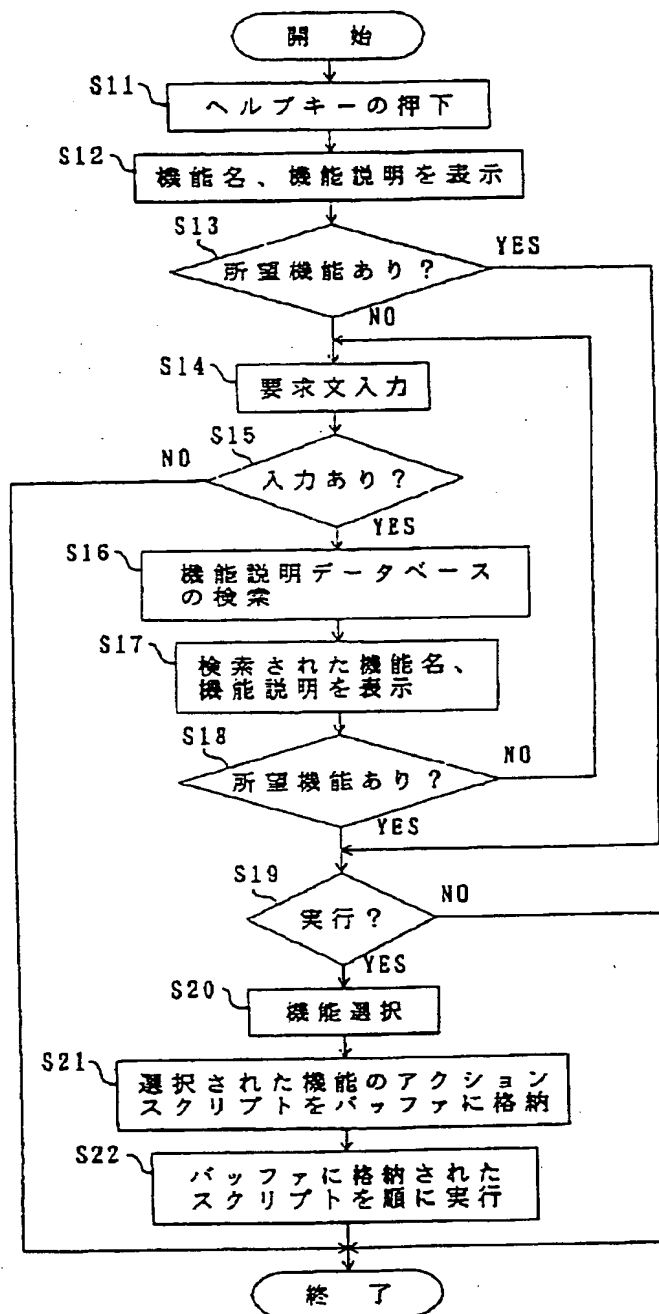 開 始
S11
ヘルプキーの押下
S12
機能名、機能説明を表示
S13
所望機能あり?
YES
NO
S14
要求文入力
S15
NO
入力あり?
YES
S16
機能説明データベース
の検索
S17
検索された機能名、
機能説明を表示
S18
所望機能あり?
NO
YES
S19
実行?
NO
YES
S20
機能選択
S21
選択された機能のアクション
スクリプトをバッファに格納
S22
バッファに格納された
スクリプトを順に実行
終 了